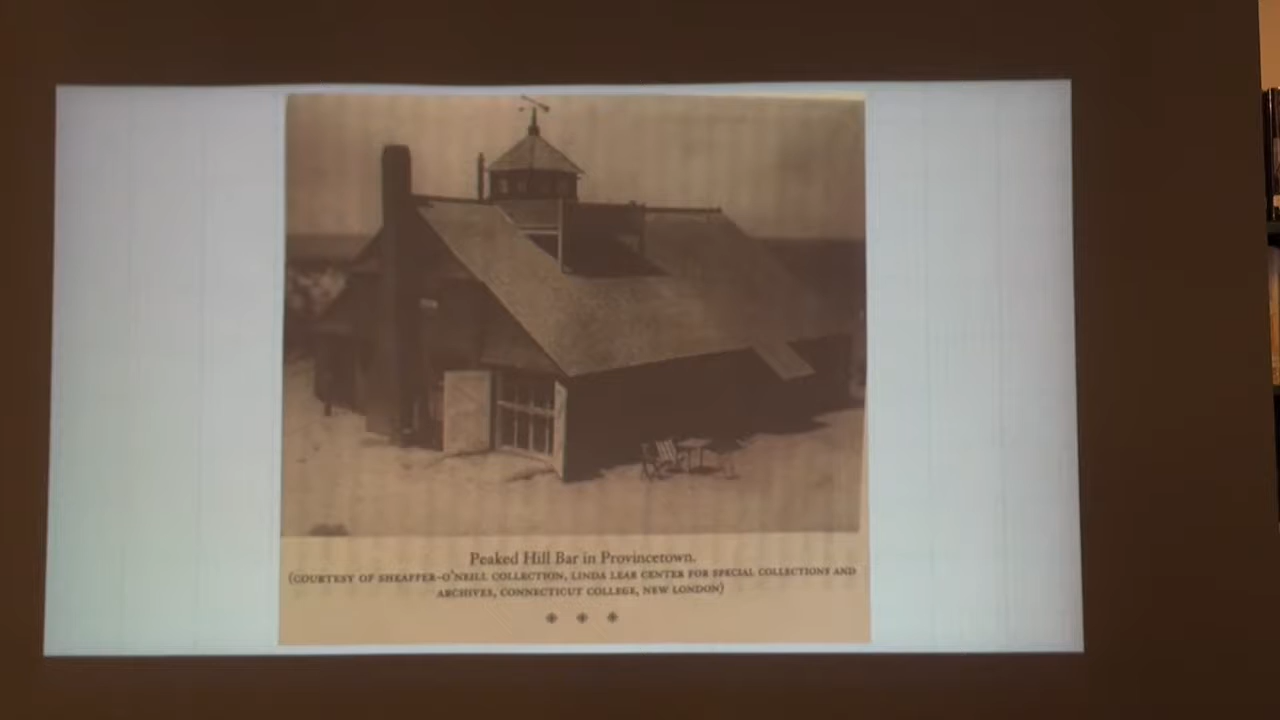 Peaked Hill Bar in Provincetown.
(COURTESY OF SHEAFFER-O'NEILL COLLECTION, LINDA LEAR CENTER FOR SPECIAL COLLECTIONS AND
ARCHIVES, CONNECTICUT COLLEGE, NEW LONDON)